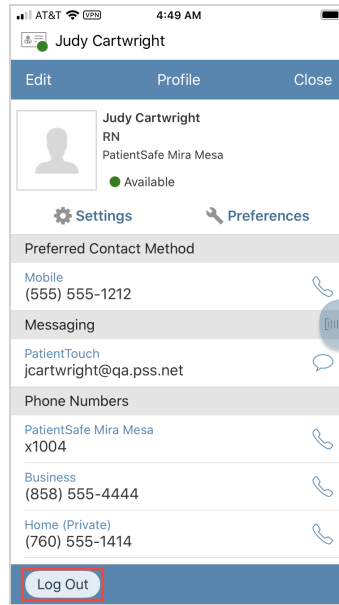 AT&T VPN 4:49 AM
Judy Cartwright
Edit Profile Close
Judy Cartwright
RN
PatientSafe Mira Mesa
Available
Settings Preferences
Preferred Contact Method
Mobile
(555) 555-1212
Messaging
PatientTouch
jcartwright@qa.pss.net
Phone Numbers
PatientSafe Mira Mesa
x1004
Business
(858) 555-4444
Home (Private)
(760) 555-1414
Log Out